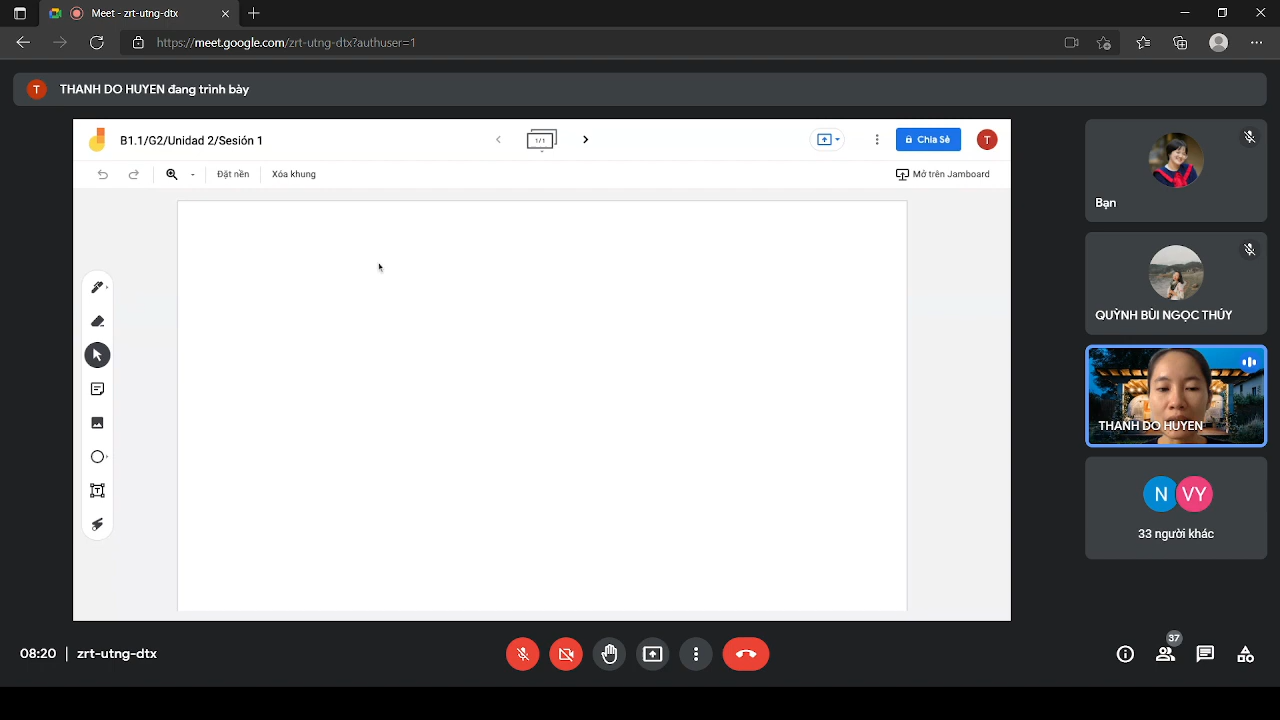 Meet - zrt-utng-dtx
https://meet.google.com/zrt-utng-dtx?authuser=1
T
THANH DO HUYEN đang trình bày
B1.1/G2/Unidad 2/Sesión 1
1/1
Chia Sẻ
T
Đặt nền
Xóa khung
Mở trên Jamboard
Bạn
QUỲNH BÙI NGỌC THÚY
THANH DO HUYEN
N
VY
33 người khác
08:20 | zrt-utng-dtx
37